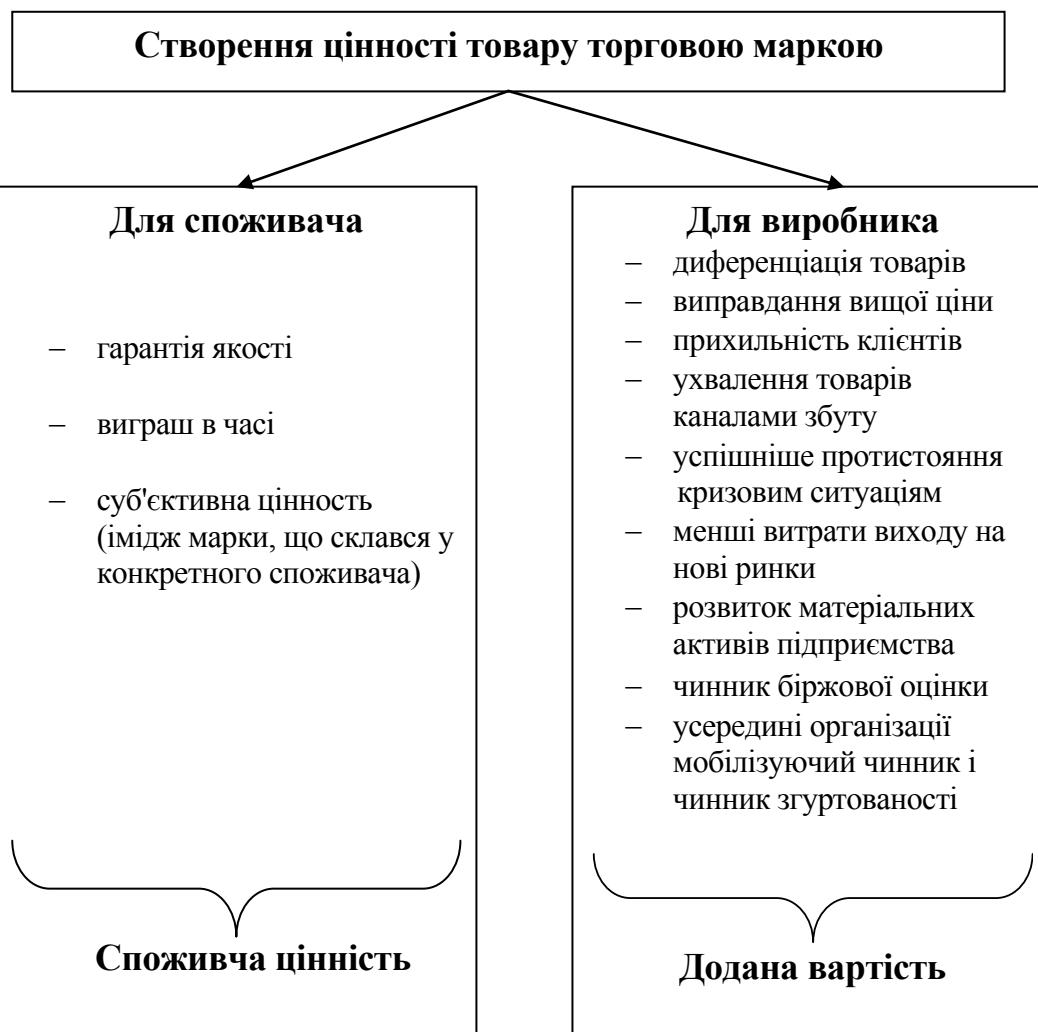 Створення цінності товару торговою маркою
Для споживача
– гарантія якості
– виграш в часі
– суб'єктивна цінность
(імідж марки, що склався у
конкретного споживача)
Споживча цінність
Для виробника
– диференціація товарів
– виправдання вищої ціни
– прихильність клієнтів
– ухвалення товарів
каналами збуту
– успішніше протистояння
кризовим ситуаціям
– менші витрати виходу на
нові ринки
– розвиток матеріальних
активів підприємства
– чинник біржової оцінки
– усередині організації
мобілізуючий чинник і
чинник згуртованості
Додана вартість